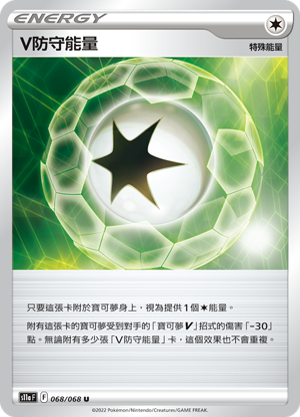 ENERGY
V防守能量
特殊能量
只要這張卡附於寶可夢身上，視為提供1個能量。
附有這張卡的寶可夢受到對手的「寶可夢V」招式的傷害「-30」
點。無論附有多少張「V防守能量」卡，這個效果也不會重複。
s11a F F 068/068 U
©2022 Pokémon/Nintendo/Creatures/GAME FREAK.